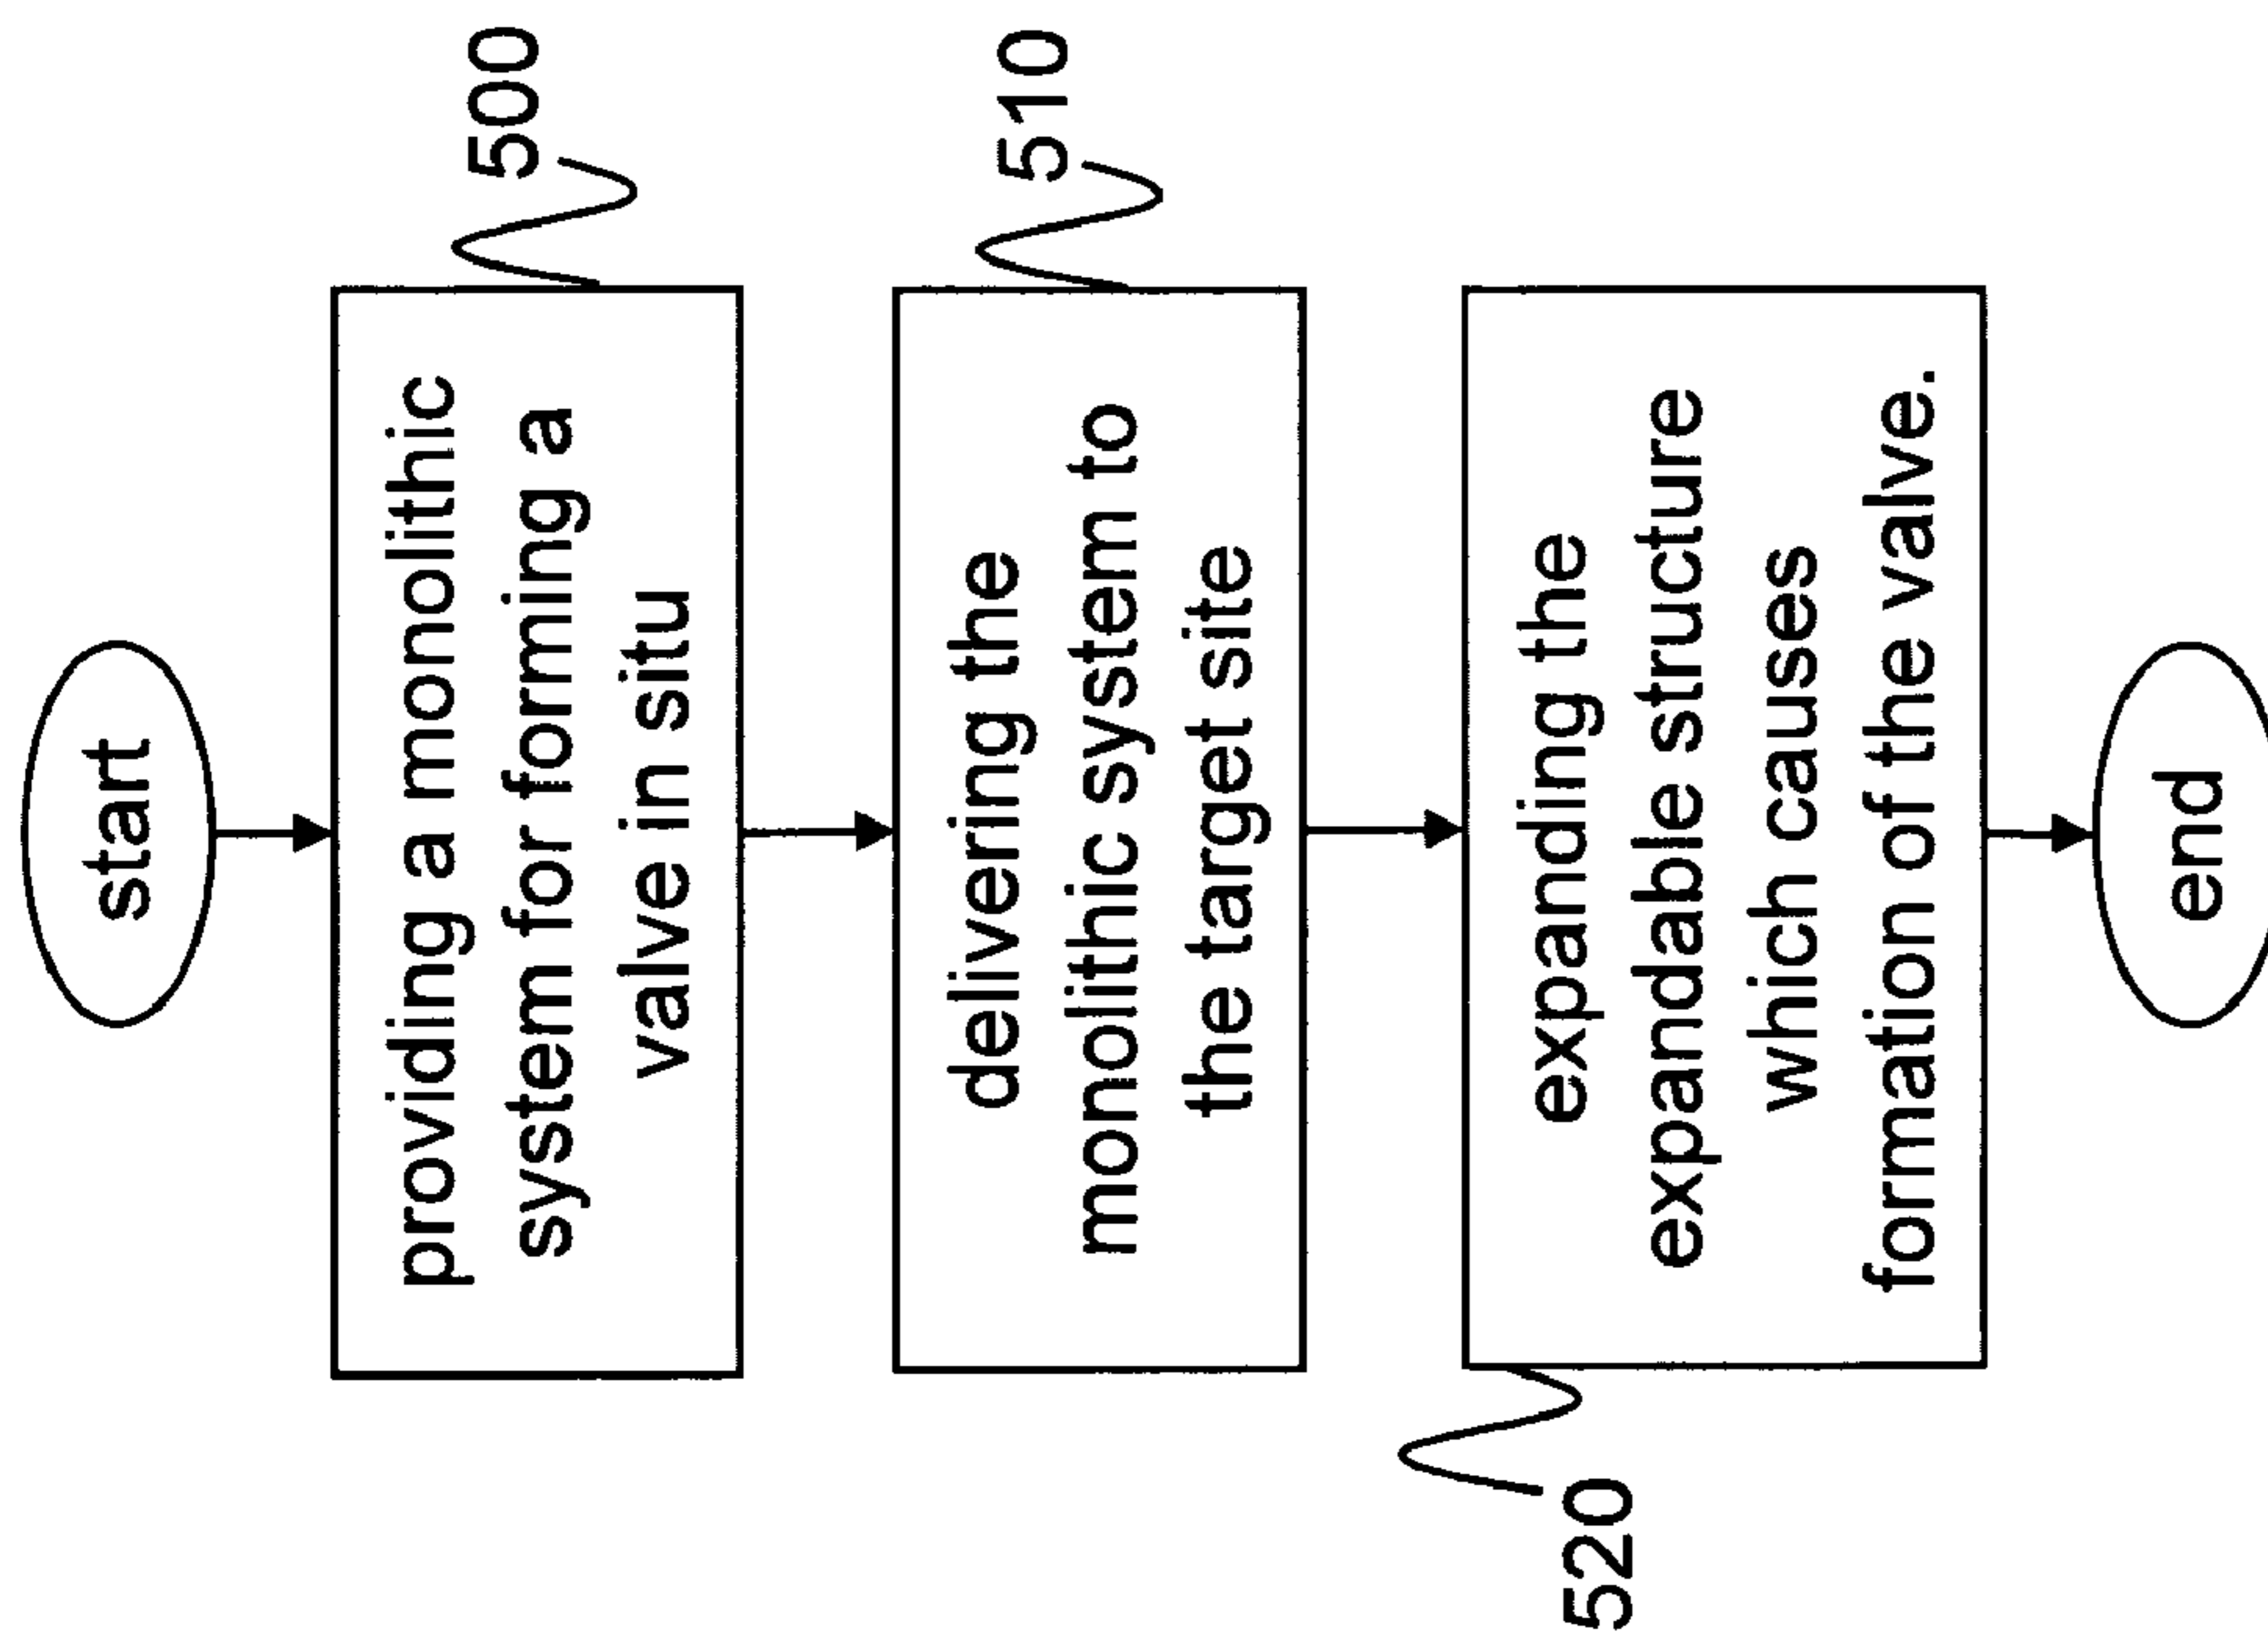 start
500
providing a monolithic
system for forming a
valve in situ
510
delivering the
monolithic system to
the target site
520
expanding the
expandable structure
which causes
formation of the valve.
end